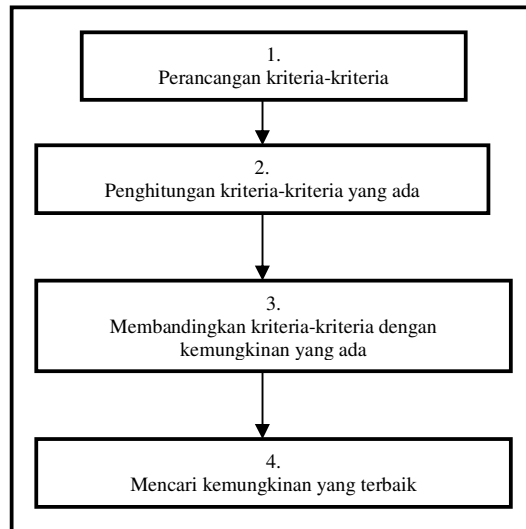 1.
Perancangan kriteria-kriteria
2.
Penghitungan kriteria-kriteria yang ada
3.
Membandingkan kriteria-kriteria dengan
kemungkinan yang ada
4.
Mencari kemungkinan yang terbaik